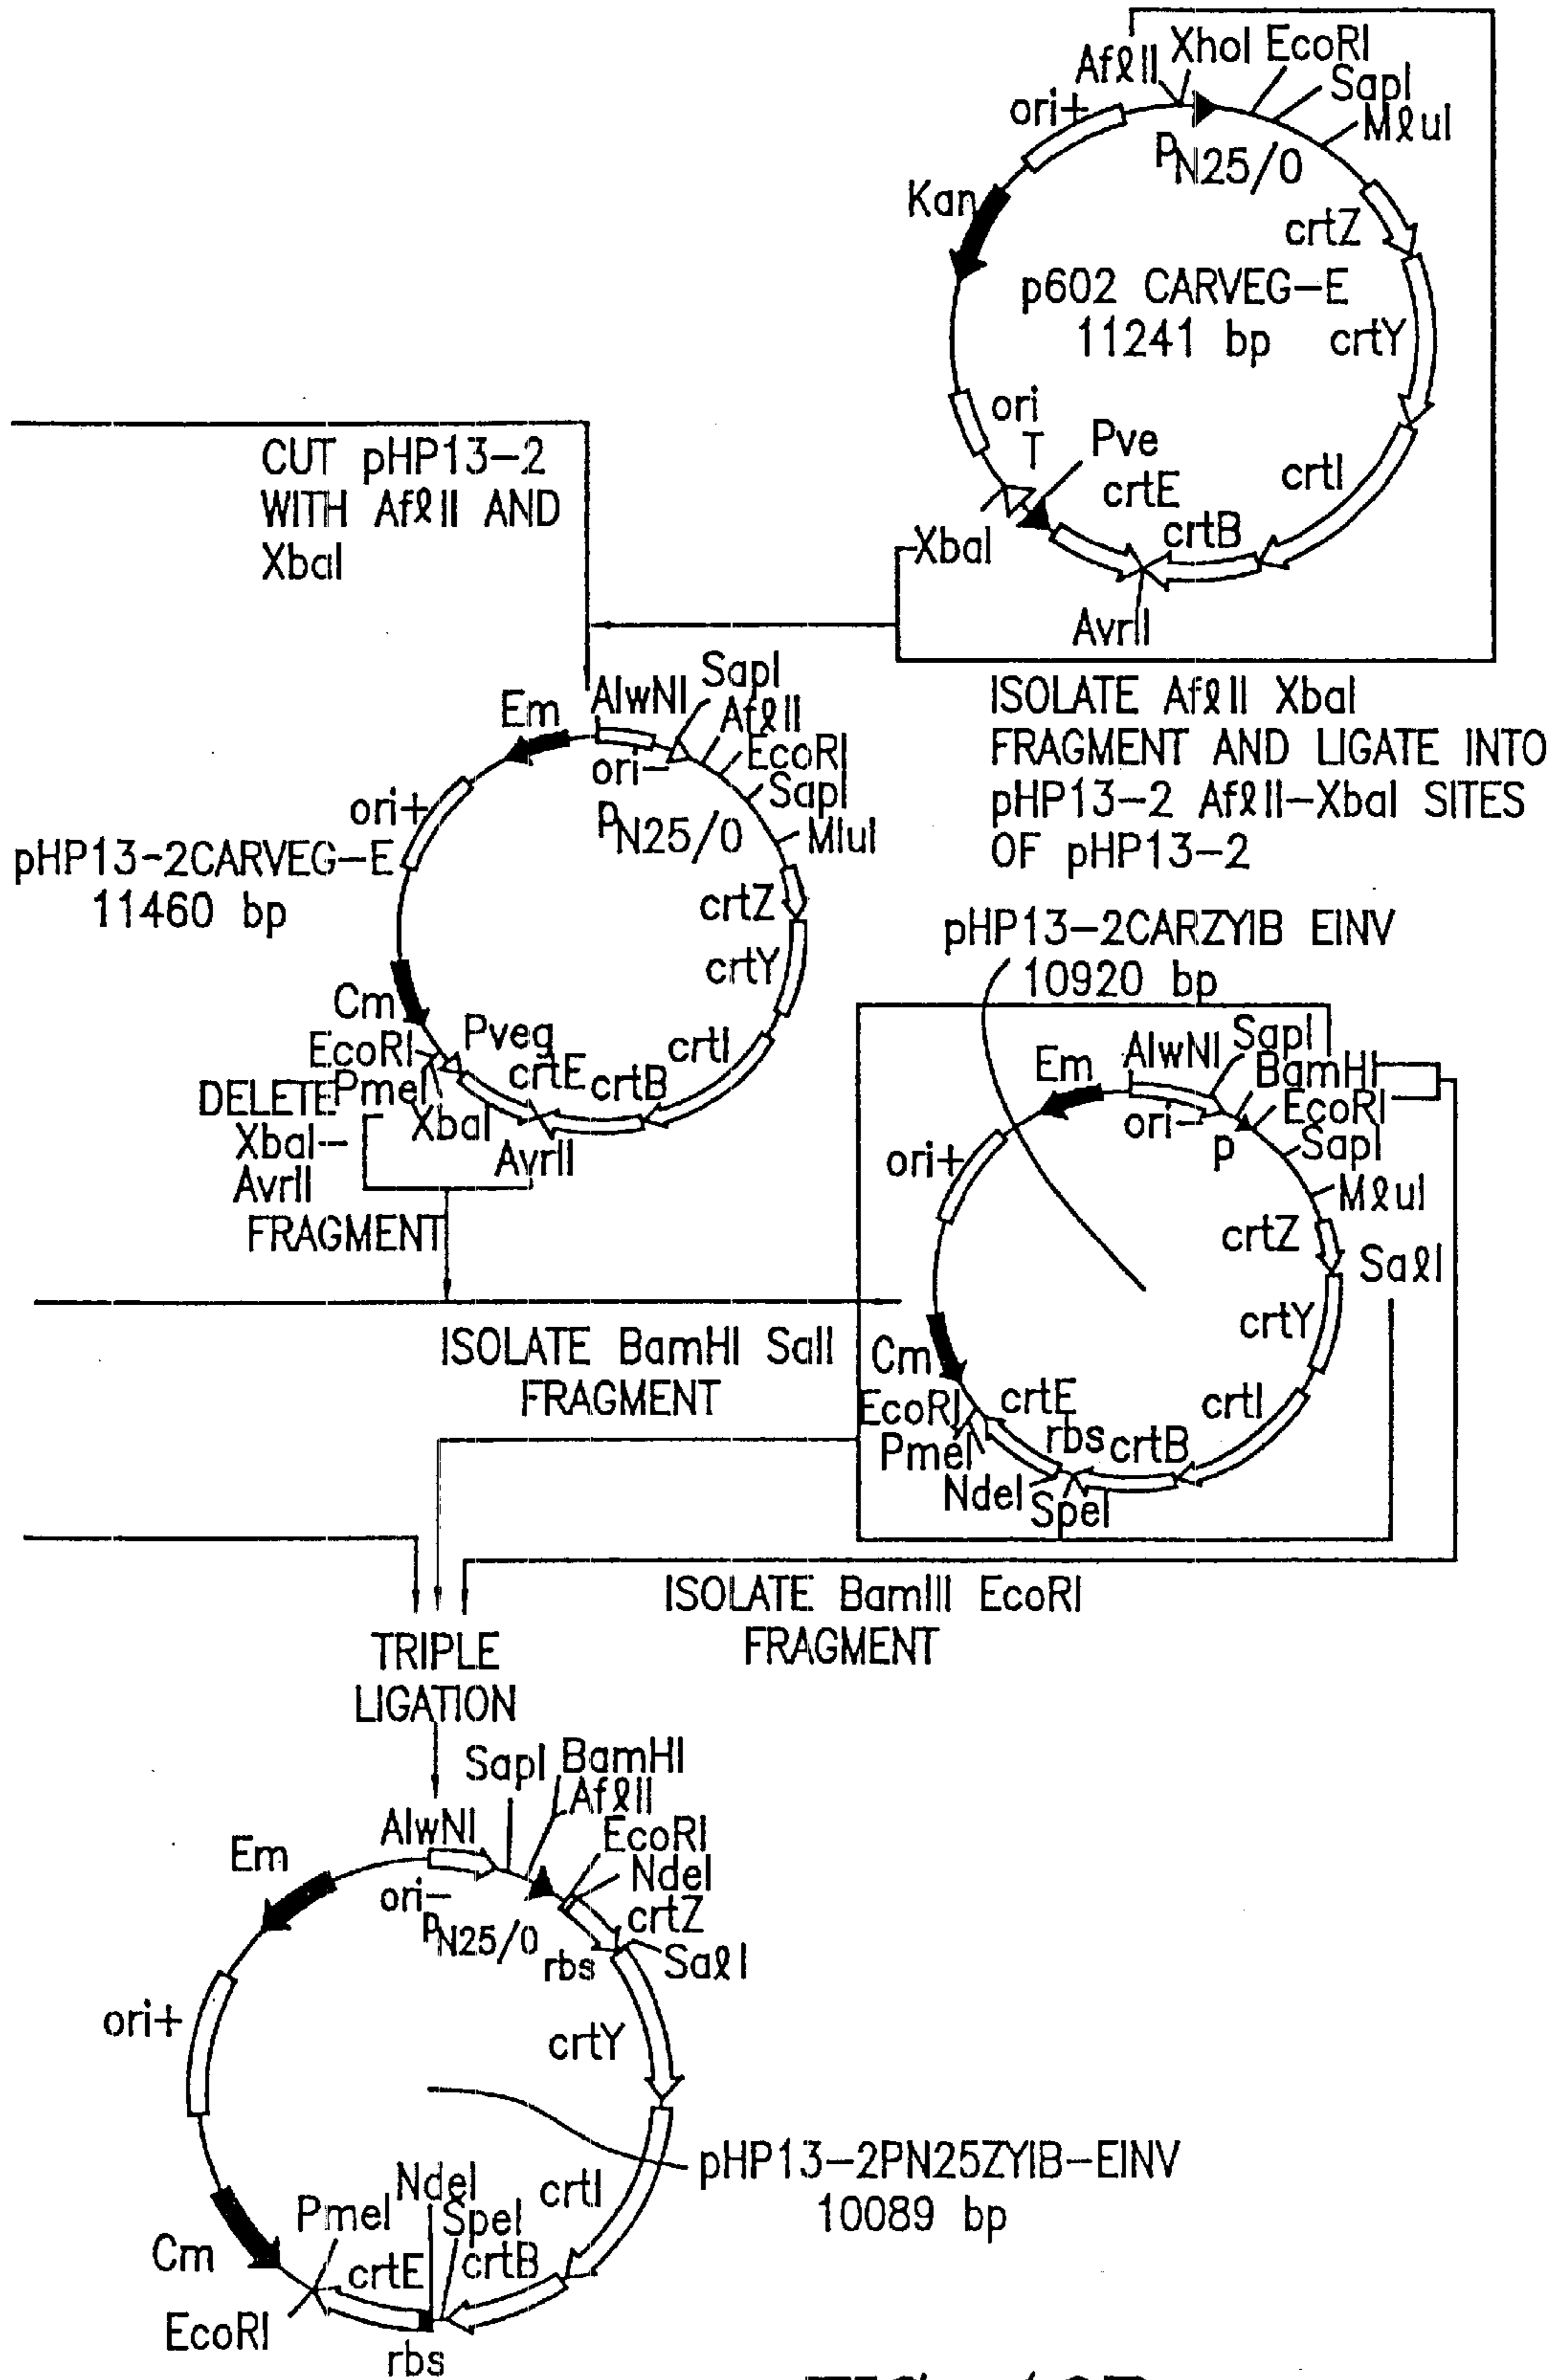 AfℓII
XhoI EcoRI
SapI
MℓuI
ori+
PN25/0
Kan
crtZ
p602 CARVEG-E
11241 bp
crtY
ori
T
Pve
crtE
crtI
crtB
XbaI
AvrII
CUT pHP13-2
WITH AfℓII AND
XbaI
ISOLATE AfℓII XbaI
FRAGMENT AND LIGATE INTO
pHP13-2 AfℓII-XbaI SITES
OF pHP13-2
Em
AlwNI
SapI
AfℓII
EcoRI
SapI
MluI
ori-
PN25/0
ori+
pHP13-2CARVEG-E
11460 bp
crtZ
crtY
Cm
EcoRI
Pveg
crtI
crtE
crtB
DELETE
PmeI
XbaI
XbaI--
AvrII
AvrII
FRAGMENT
pHP13-2CARZYIB EINV
10920 bp
Em
AlwNI
SapI
BamHI
EcoRI
SapI
MℓuI
ori-
p
ori+
crtZ
SaℓI
crtY
Cm
EcoRI
crtE
crtI
PmeI
rbs
crtB
NdeI
SpeI
ISOLATE BamHI SalI
FRAGMENT
ISOLATE BamIII EcoRI
FRAGMENT
TRIPLE
LIGATION
SapI
BamHI
AfℓII
AlwNI
EcoRI
NdeI
Em
ori-
crtZ
PN25/0
rbs
SaℓI
ori+
crtY
pHP13-2PN25ZYIB-EINV
10089 bp
NdeI
PmeI
SpeI
crtI
Cm
crtE
crtB
EcoRI
rbs